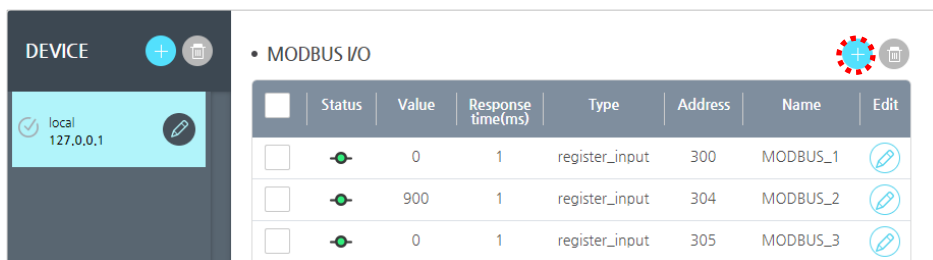 DEVICE
• MODBUS I/O
local
127.0.0.1
Status Value Response time(ms) Type Address Name Edit
0 1 register_input 300 MODBUS_1
900 1 register_input 304 MODBUS_2
0 1 register_input 305 MODBUS_3